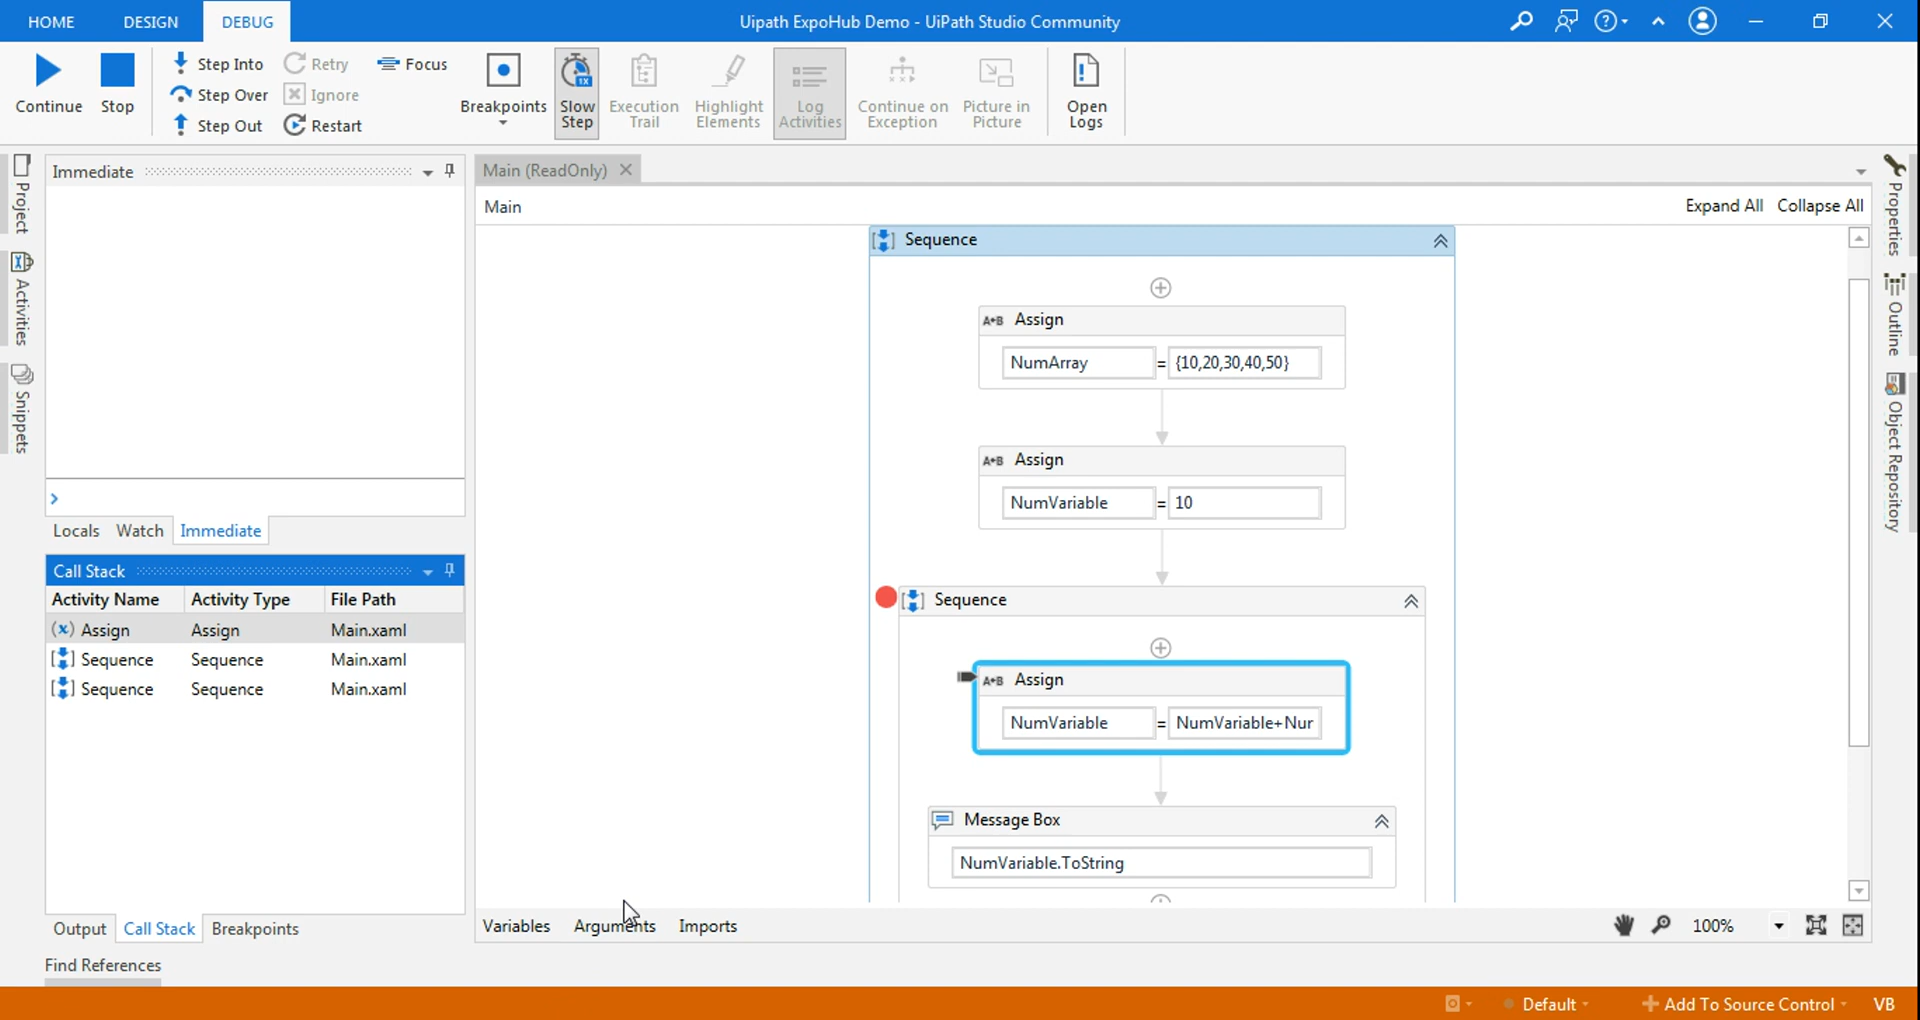 HOME DESIGN DEBUG
Uipath ExpoHub Demo - UiPath Studio Community
Continue
Stop
Step Into
Step Over
Step Out
Retry
Ignore
Restart
Focus
Breakpoints
Slow
Step
1X
Execution
Trail
Highlight
Elements
Log
Activities
Continue on
Exception
Picture in
Picture
Open
Logs
Project
Activities
Snippets
Immediate
Locals Watch Immediate
Call Stack
Activity Name Activity Type File Path
Assign Assign Main.xaml
Sequence Sequence Main.xaml
Sequence Sequence Main.xaml
Output Call Stack Breakpoints
Find References
Main (ReadOnly)
Main
Expand All Collapse All
Sequence
A+B Assign
NumArray = {10,20,30,40,50}
A+B Assign
NumVariable = 10
Sequence
A+B Assign
NumVariable = NumVariable+Nur
Message Box
NumVariable.ToString
Variables Arguments Imports
100%
Properties
Outline
Object Repository
Default
Add To Source Control
VB